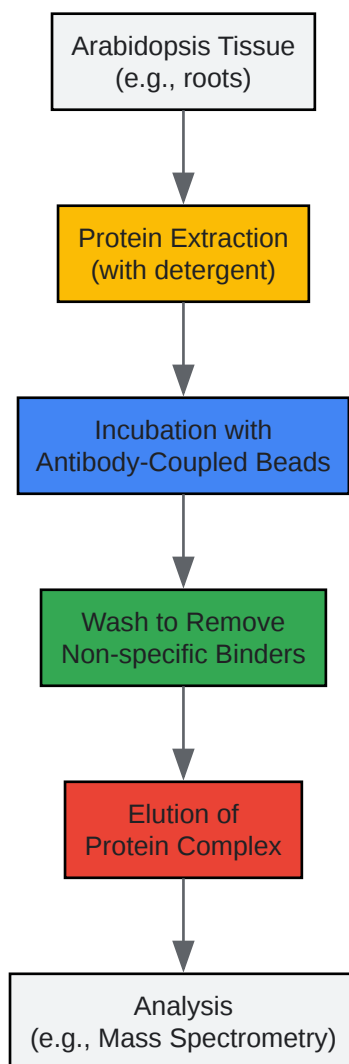 Arabidopsis Tissue
(e.g., roots)
Protein Extraction
(with detergent)
Incubation with
Antibody-Coupled Beads
Wash to Remove
Non-specific Binders
Elution of
Protein Complex
Analysis
(e.g., Mass Spectrometry)